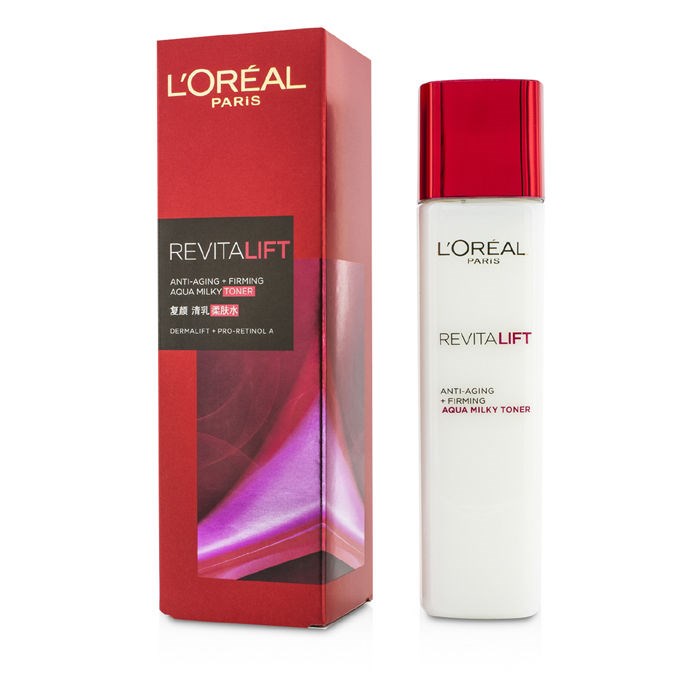 L'ORÉAL
PARIS
REVITALIFT
ANTI-AGING + FIRMING
AQUA MILKY TONER
复颜 清乳柔肤水
DERMALIFT + PRO-RETINOL A
L'ORÉAL
PARIS
REVITALIFT
ANTI-AGING
+ FIRMING
AQUA MILKY TONER